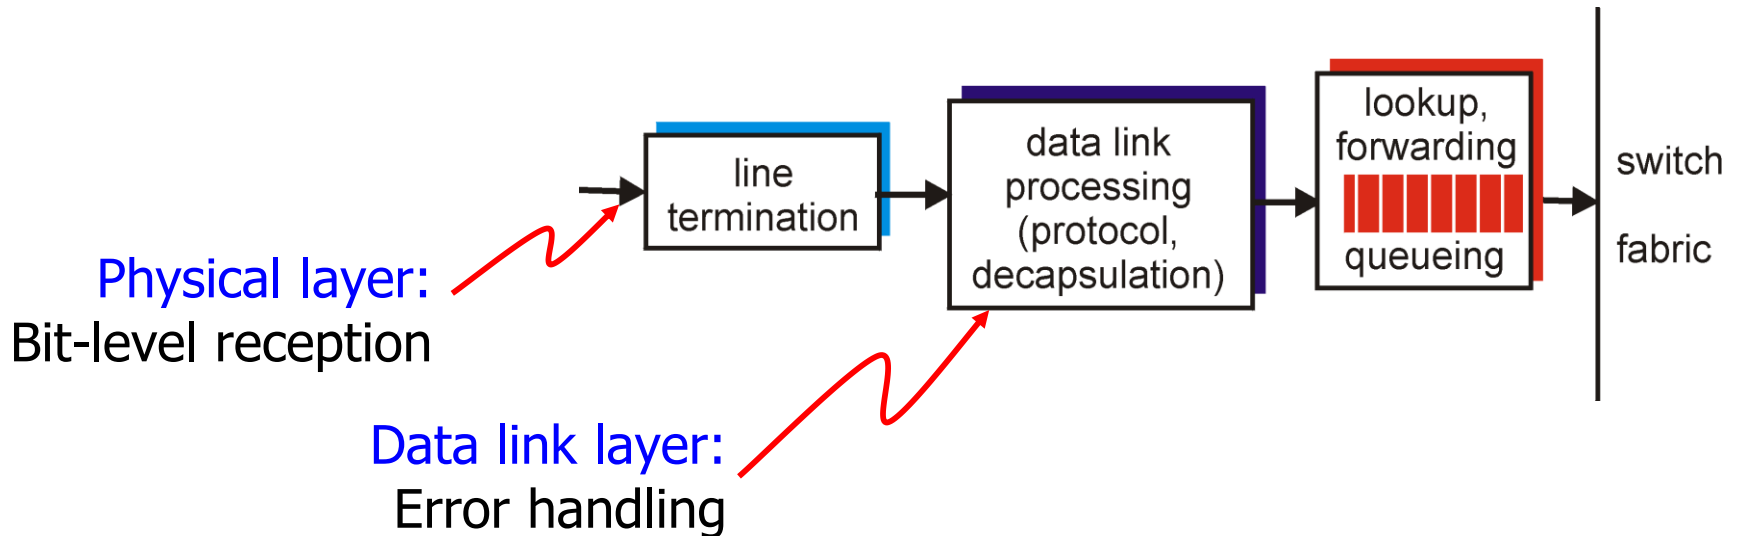 line
termination
data link
processing
(protocol,
decapsulation)
lookup,
forwarding
queueing
switch
fabric
Physical layer:
Bit-level reception
Data link layer:
Error handling